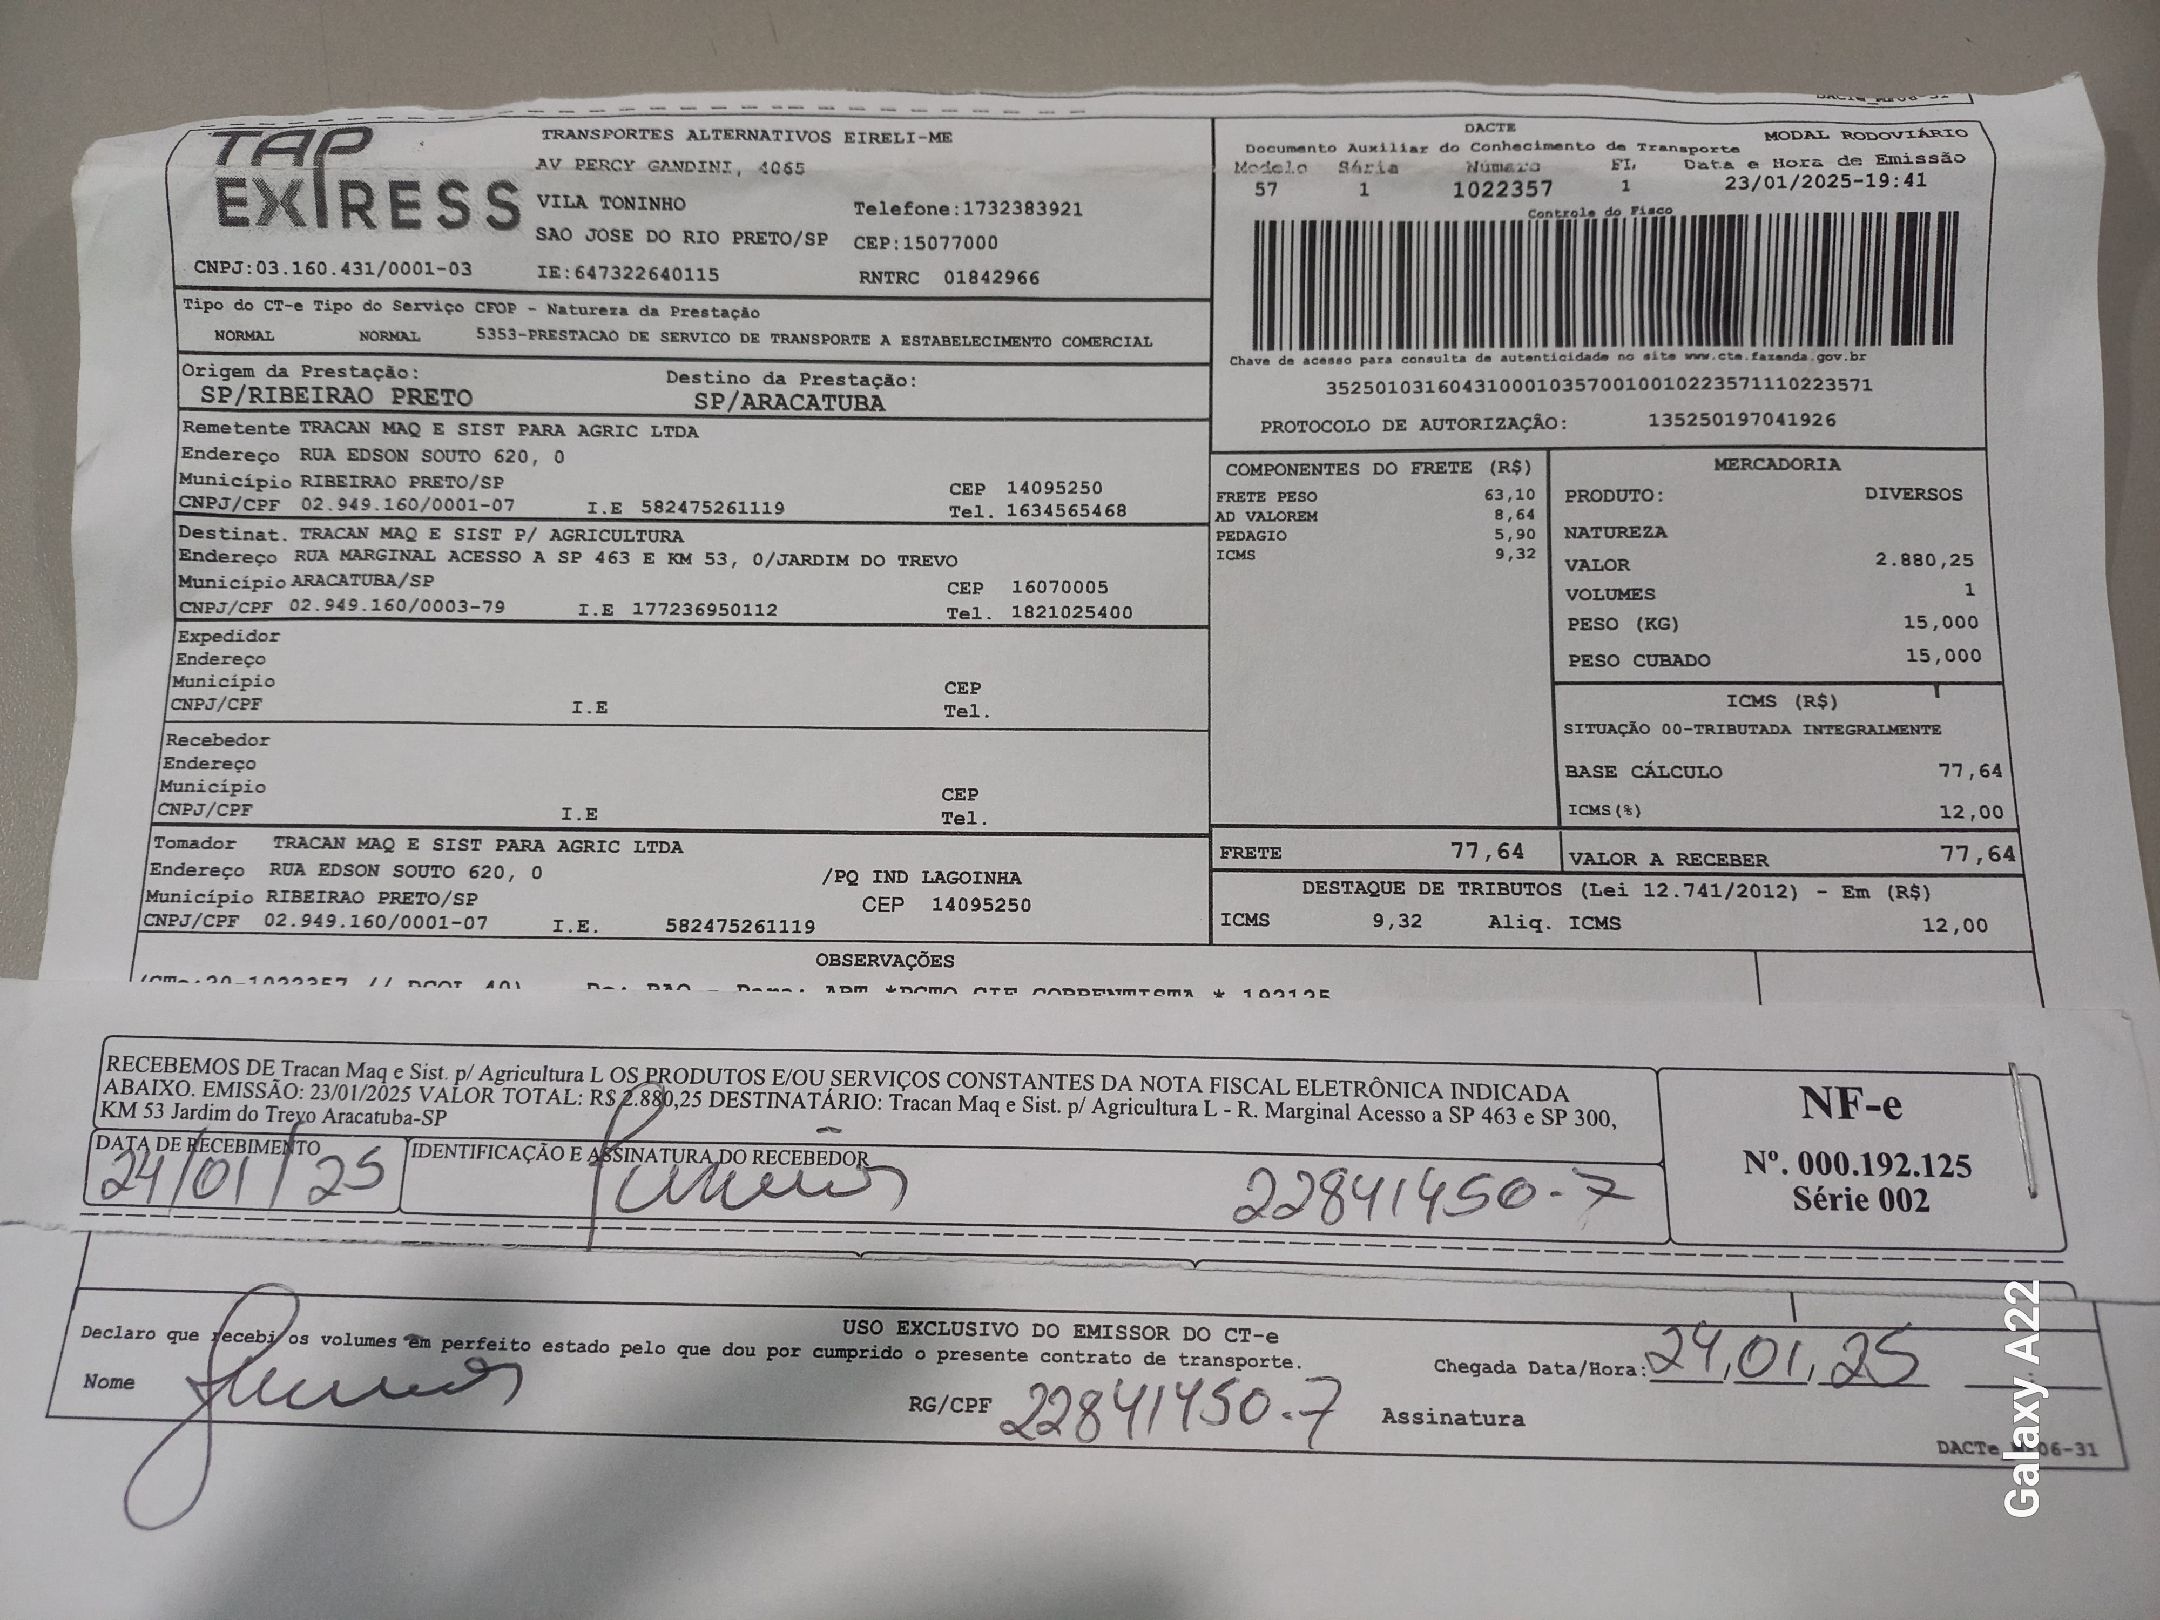 TAP EXPRESS
TRANSPORTES ALTERNATIVOS EIRELI-ME
AV PERCY GANDINI, 4065
VILA TONINHO Telefone:1732383921
SAO JOSE DO RIO PRETO/SP CEP:15077000
CNPJ:03.160.431/0001-03 IE:647322640115 RNTRC 01842966
DACTE MODAL RODOVIÁRIO
Documento Auxiliar do Conhecimento de Transporte
Modelo Série Número FL Data e Hora de Emissão
57 1 1022357 1 23/01/2025-19:41
Controle do Fisco
Chave de acesso para consulta de autenticidade no site www.cte.fazenda.gov.br
35250103160431000103570010010223571110223571
PROTOCOLO DE AUTORIZAÇÃO: 135250197041926
Tipo do CT-e Tipo do Serviço CFOP - Natureza da Prestação
NORMAL NORMAL 5353-PRESTACAO DE SERVICO DE TRANSPORTE A ESTABELECIMENTO COMERCIAL
Origem da Prestação: Destino da Prestação:
SP/RIBEIRAO PRETO SP/ARACATUBA
Remetente TRACAN MAQ E SIST PARA AGRIC LTDA
Endereço RUA EDSON SOUTO 620, 0
Município RIBEIRAO PRETO/SP CEP 14095250
CNPJ/CPF 02.949.160/0001-07 I.E 582475261119 Tel. 1634565468
Destinat. TRACAN MAQ E SIST P/ AGRICULTURA
Endereço RUA MARGINAL ACESSO A SP 463 E KM 53, 0/JARDIM DO TREVO
Município ARACATUBA/SP CEP 16070005
CNPJ/CPF 02.949.160/0003-79 I.E 177236950112 Tel. 1821025400
Expedidor
Endereço
Município CEP
CNPJ/CPF I.E Tel.
Recebedor
Endereço
Município CEP
CNPJ/CPF I.E Tel.
Tomador TRACAN MAQ E SIST PARA AGRIC LTDA
Endereço RUA EDSON SOUTO 620, 0 /PQ IND LAGOINHA
Município RIBEIRAO PRETO/SP CEP 14095250
CNPJ/CPF 02.949.160/0001-07 I.E. 582475261119
COMPONENTES DO FRETE (R$)
FRETE PESO 63,10
AD VALOREM 8,64
PEDAGIO 5,90
ICMS 9,32
MERCADORIA
PRODUTO: DIVERSOS
NATUREZA
VALOR 2.880,25
VOLUMES 1
PESO (KG) 15,000
PESO CUBADO 15,000
ICMS (R$)
SITUAÇÃO 00-TRIBUTADA INTEGRALMENTE
BASE CÁLCULO 77,64
ICMS(%) 12,00
FRETE 77,64 VALOR A RECEBER 77,64
DESTAQUE DE TRIBUTOS (Lei 12.741/2012) - Em (R$)
ICMS 9,32 Aliq. ICMS 12,00
OBSERVAÇÕES
RECEBEMOS DE Tracan Maq e Sist. p/ Agricultura L OS PRODUTOS E/OU SERVIÇOS CONSTANTES DA NOTA FISCAL ELETRÔNICA INDICADA
ABAIXO. EMISSÃO: 23/01/2025 VALOR TOTAL: R$ 2.880,25 DESTINATÁRIO: Tracan Maq e Sist. p/ Agricultura L - R. Marginal Acesso a SP 463 e SP 300,
KM 53 Jardim do Trevo Aracatuba-SP
DATA DE RECEBIMENTO IDENTIFICAÇÃO E ASSINATURA DO RECEBEDOR
24/01/25 22841450-7
NF-e
Nº. 000.192.125
Série 002
USO EXCLUSIVO DO EMISSOR DO CT-e
Declaro que recebi os volumes em perfeito estado pelo que dou por cumprido o presente contrato de transporte.
Chegada Data/Hora: 24,01,25
Nome RG/CPF 22841450-7 Assinatura
Galaxy A22